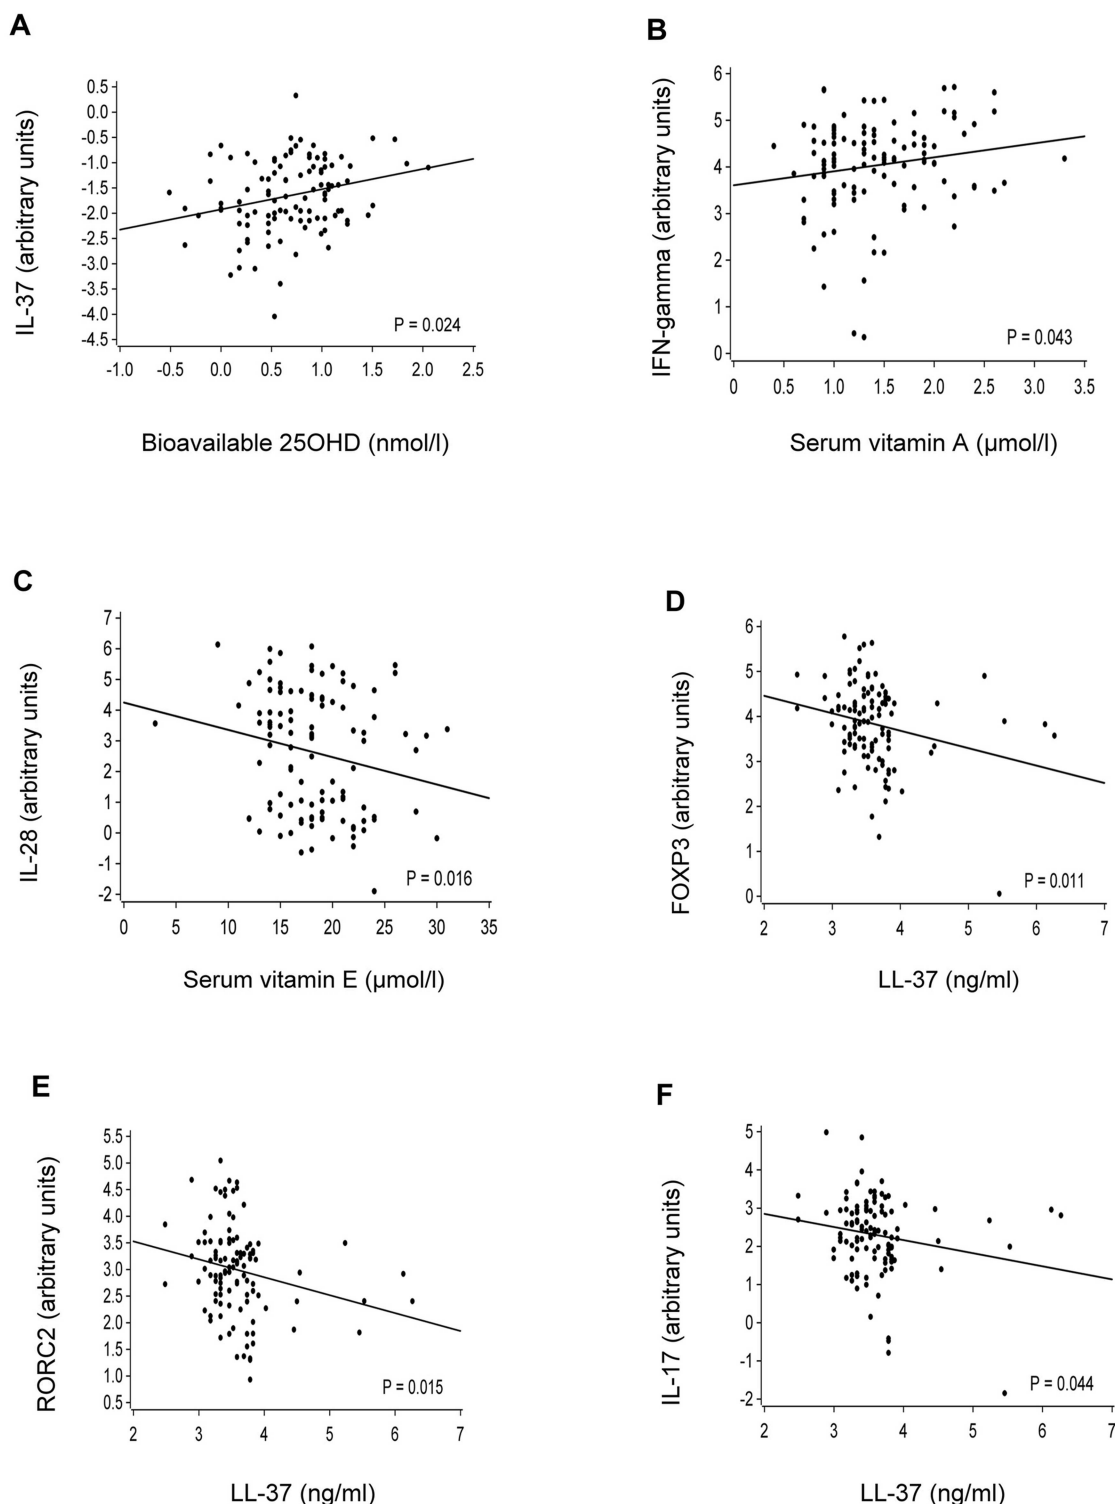 A
IL-37 (arbitrary units)
0.5
0.0
-0.5
-1.0
-1.5
-2.0
-2.5
-3.0
-3.5
-4.0
-4.5
P = 0.024
-1.0 -0.5 0.0 0.5 1.0 1.5 2.0 2.5
Bioavailable 25OHD (nmol/l)
B
IFN-gamma (arbitrary units)
6
5
4
3
2
1
0
P = 0.043
0 0.5 1.0 1.5 2.0 2.5 3.0 3.5
Serum vitamin A (µmol/l)
C
IL-28 (arbitrary units)
7
6
5
4
3
2
1
0
-1
-2
P = 0.016
0 5 10 15 20 25 30 35
Serum vitamin E (µmol/l)
D
FOXP3 (arbitrary units)
6
5
4
3
2
1
0
P = 0.011
2 3 4 5 6 7
LL-37 (ng/ml)
E
RORC2 (arbitrary units)
5.5
5.0
4.5
4.0
3.5
3.0
2.5
2.0
1.5
1.0
0.5
P = 0.015
2 3 4 5 6 7
LL-37 (ng/ml)
F
IL-17 (arbitrary units)
5
4
3
2
1
0
-1
-2
P = 0.044
2 3 4 5 6 7
LL-37 (ng/ml)